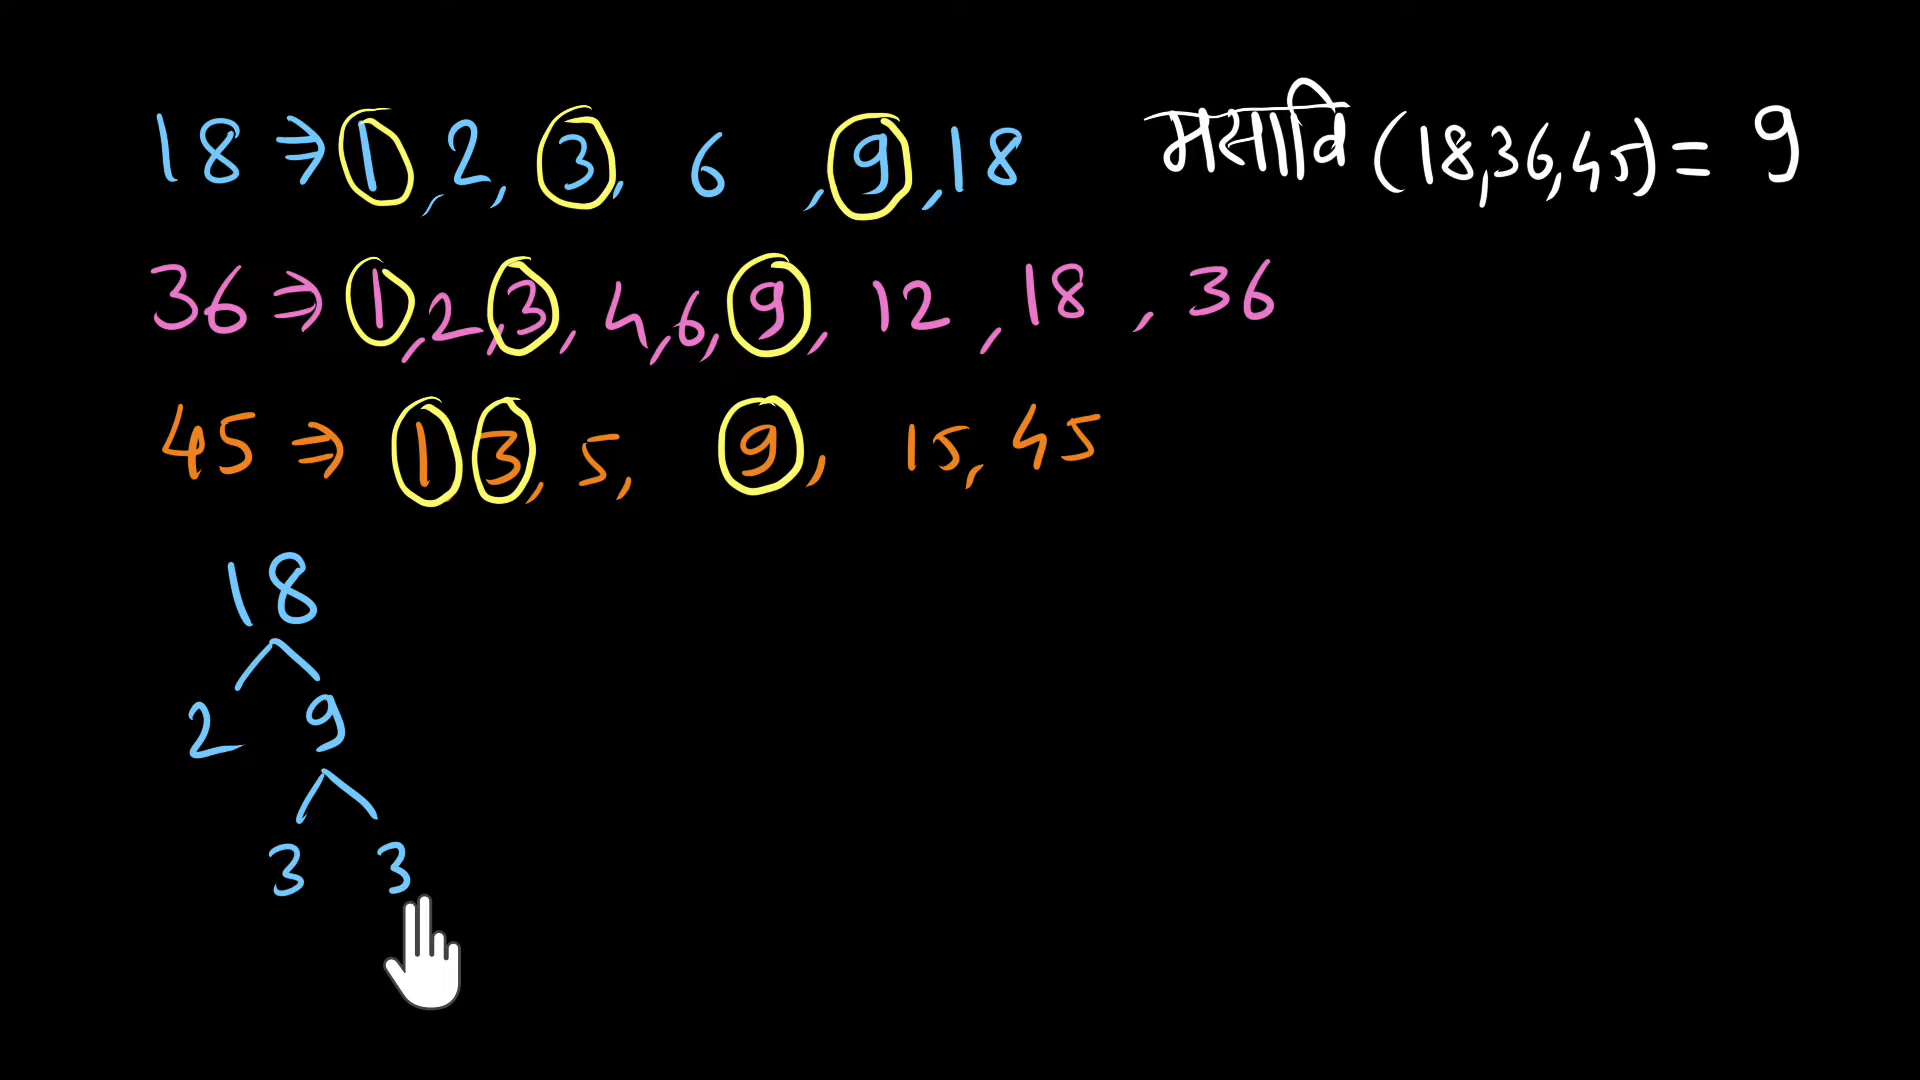 18 ⇒ 1, 2, 3, 6, 9, 18
मसावि (18,36,45) = 9
36 ⇒ 1, 2, 3, 4, 6, 9, 12, 18, 36
45 ⇒ 1 3, 5, 9, 15, 45
18
2 9
3 3